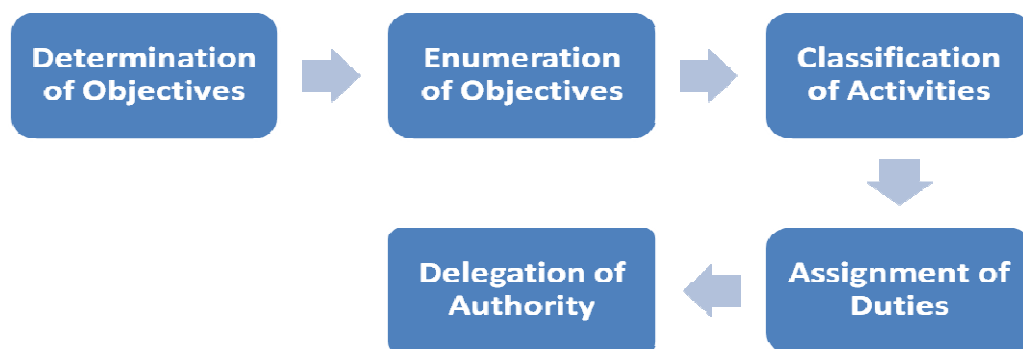 Determination
of Objectives
Enumeration
of Objectives
Classification
of Activities
Assignment of
Duties
Delegation of
Authority